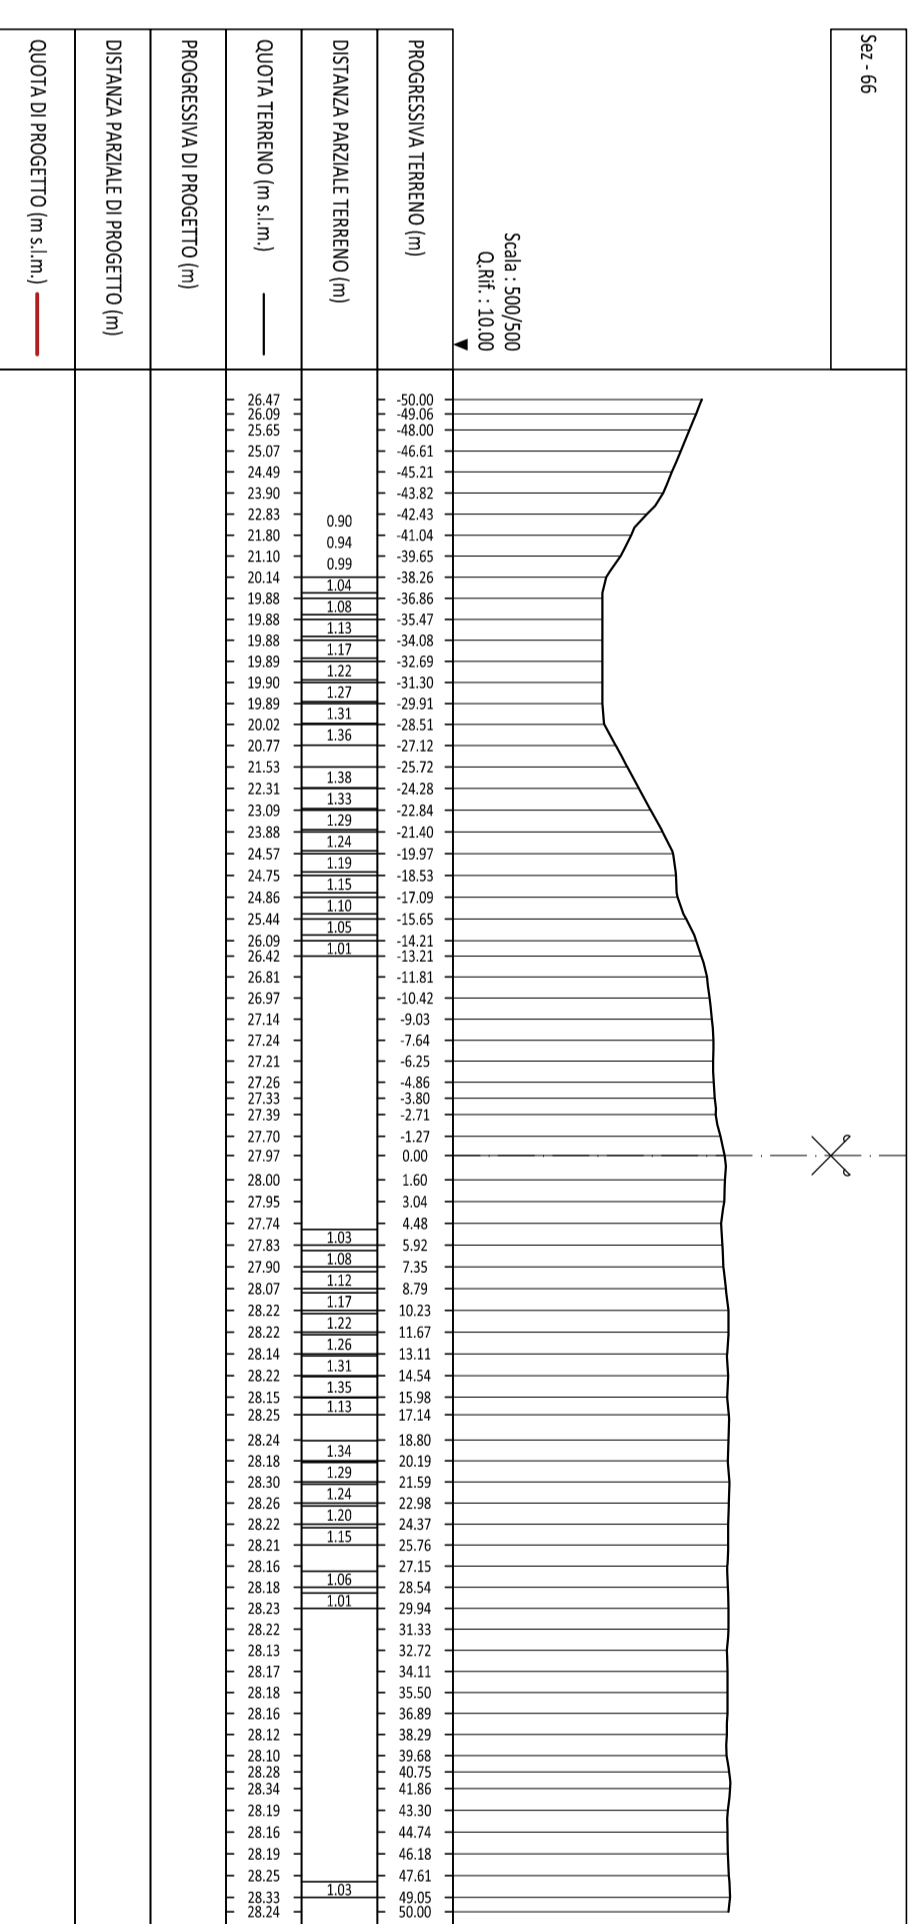 Sez - 66
Scala : 500/500
Q.Rif. : 10.00
PROGRESSIVA TERRENO (m)
-50.00 -49.06 -48.00 -46.61 -45.21 -43.82 -42.43 -41.04 -39.65 -38.26 -36.86 -35.47 -34.08 -32.69 -31.30 -29.91 -28.51 -27.12 -25.72 -24.28 -22.84 -21.40 -19.97 -18.53 -17.09 -15.65 -14.21 -13.21 -11.81 -10.42 -9.03 -7.64 -6.25 -4.86 -3.80 -2.71 -1.27 0.00 1.60 3.04 4.48 5.92 7.35 8.79 10.23 11.67 13.11 14.54 15.98 17.14 18.80 20.19 21.59 22.98 24.37 25.76 27.15 28.54 29.94 31.33 32.72 34.11 35.50 36.89 38.29 39.68 40.75 41.86 43.30 44.74 46.18 47.61 49.05 50.00
DISTANZA PARZIALE TERRENO (m)
0.90 0.94 0.99 1.04 1.08 1.13 1.17 1.22 1.27 1.31 1.36 1.38 1.33 1.29 1.24 1.19 1.15 1.10 1.05 1.01 1.03 1.08 1.12 1.17 1.22 1.26 1.31 1.35 1.13 1.34 1.29 1.24 1.20 1.15 1.06 1.01 1.03
QUOTA TERRENO (m s.l.m.)
26.47 26.09 25.65 25.07 24.49 23.90 22.83 21.80 21.10 20.14 19.88 19.88 19.88 19.89 19.90 19.89 20.02 20.77 21.53 22.31 23.09 23.88 24.57 24.75 24.86 25.44 26.09 26.42 26.81 26.97 27.14 27.24 27.21 27.26 27.33 27.39 27.70 27.97 28.00 27.95 27.74 27.83 27.90 28.07 28.22 28.22 28.14 28.22 28.15 28.25 28.24 28.18 28.30 28.26 28.22 28.21 28.16 28.18 28.23 28.22 28.13 28.17 28.18 28.16 28.12 28.10 28.28 28.34 28.19 28.16 28.19 28.25 28.33 28.24
PROGRESSIVA DI PROGETTO (m)
DISTANZA PARZIALE DI PROGETTO (m)
QUOTA DI PROGETTO (m s.l.m.)